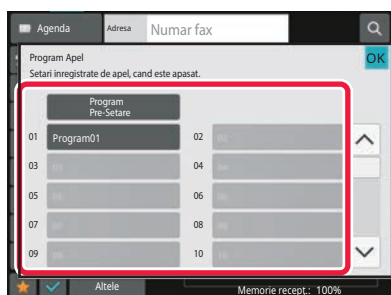 Agenda
Adresa
Numar fax
Program Apel
OK
Setari inregistrate de apel, cand este apasat.
Program
Pre-Setare
01 Program01 02
03 04
05 06
07 08
09 10
Altele
Memorie recept.: 100%